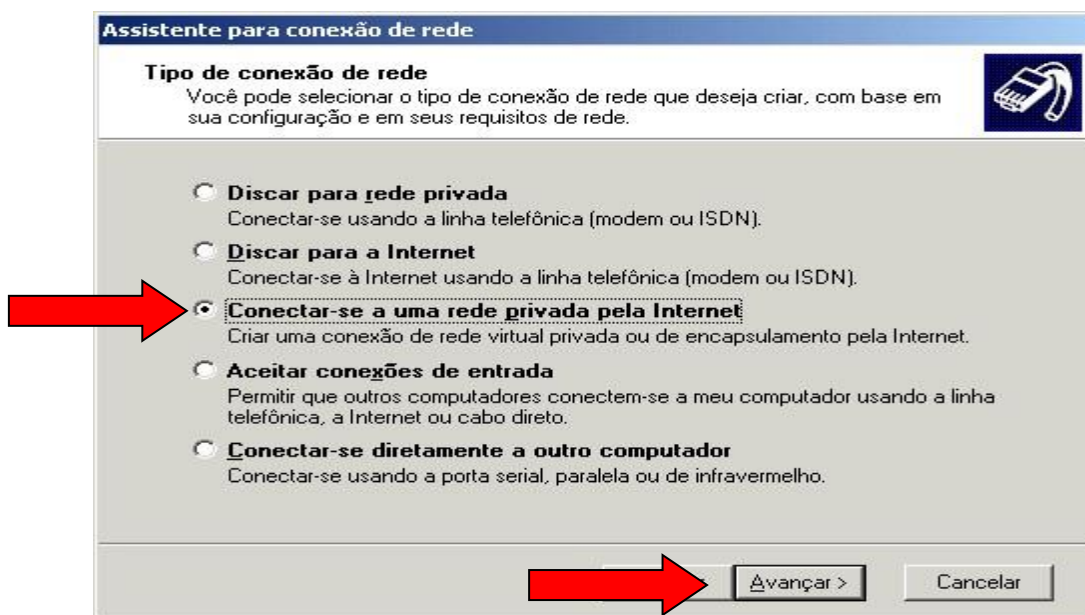 Assistente para conexão de rede
Tipo de conexão de rede
Você pode selecionar o tipo de conexão de rede que deseja criar, com base em
sua configuração e em seus requisitos de rede.
Discar para rede privada
Conectar-se usando a linha telefônica (modem ou ISDN).
Discar para a Internet
Conectar-se à Internet usando a linha telefônica (modem ou ISDN).
Conectar-se a uma rede privada pela Internet
Criar uma conexão de rede virtual privada ou de encapsulamento pela Internet.
Aceitar conexões de entrada
Permitir que outros computadores conectem-se a meu computador usando a linha
telefônica, a Internet ou cabo direto.
Conectar-se diretamente a outro computador
Conectar-se usando a porta serial, paralela ou de infravermelho.
Avançar > Cancelar